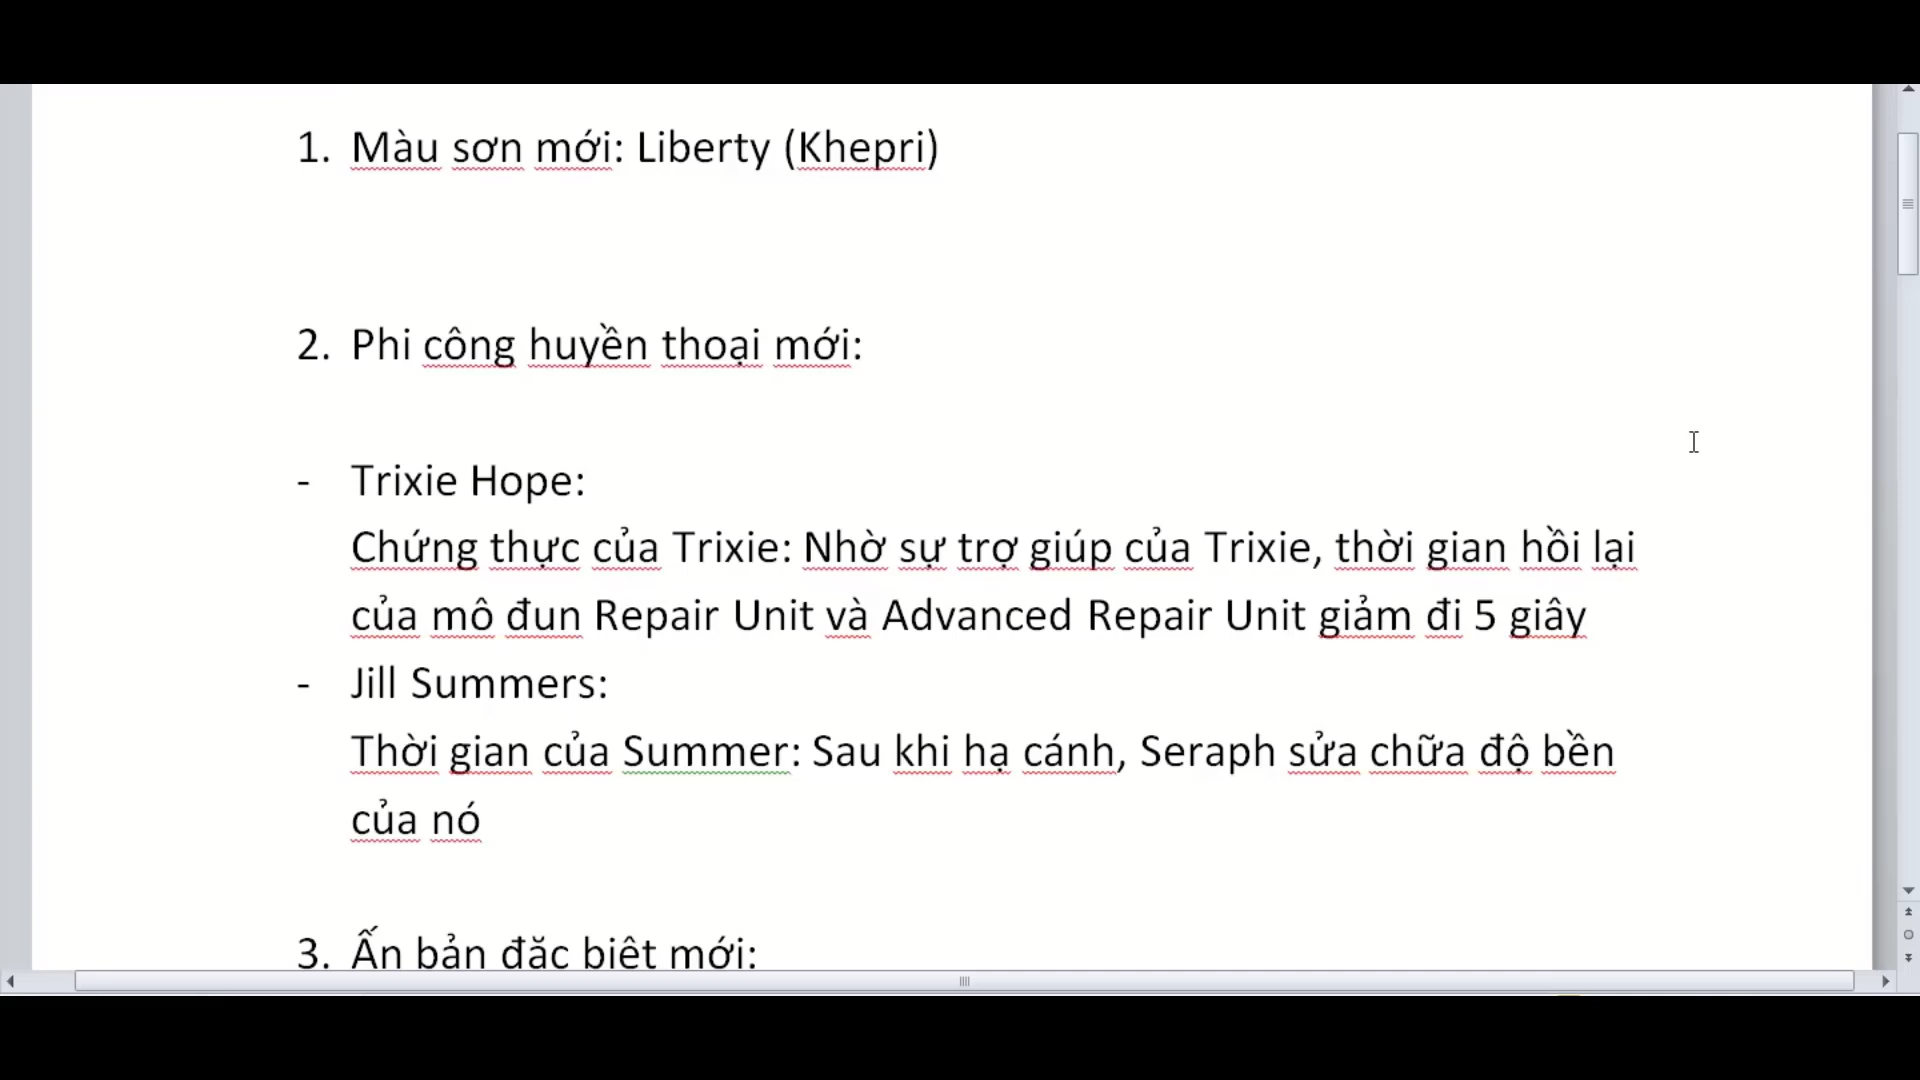 1. Màu sơn mới: Liberty (Khepri)
2. Phi công huyền thoại mới:
- Trixie Hope:
Chứng thực của Trixie: Nhờ sự trợ giúp của Trixie, thời gian hồi lại
của mô đun Repair Unit và Advanced Repair Unit giảm đi 5 giây
- Jill Summers:
Thời gian của Summer: Sau khi hạ cánh, Seraph sửa chữa độ bền
của nó
3. Ấn bản đặc biệt mới: